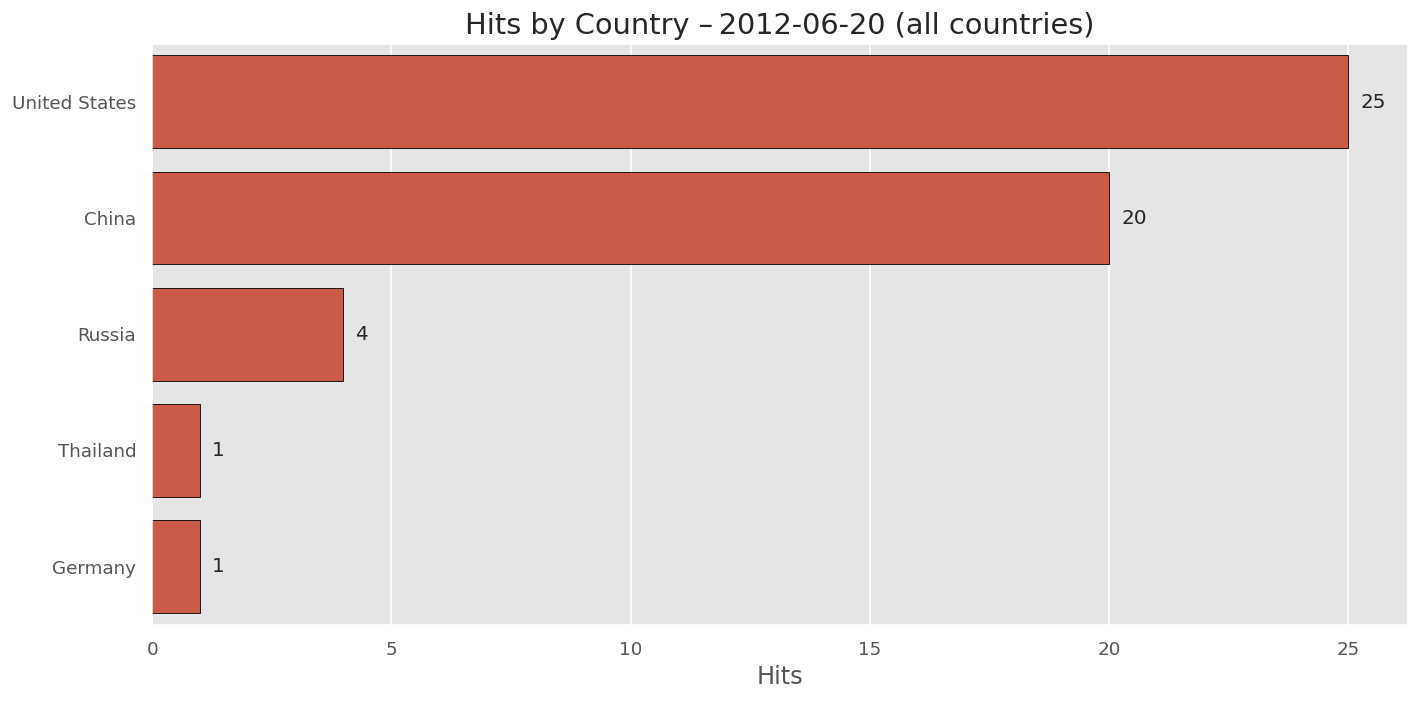 Hits by Country – 2012-06-20 (all countries)
United States 25
China 20
Russia 4
Thailand 1
Germany 1
0 5 10 15 20 25
Hits